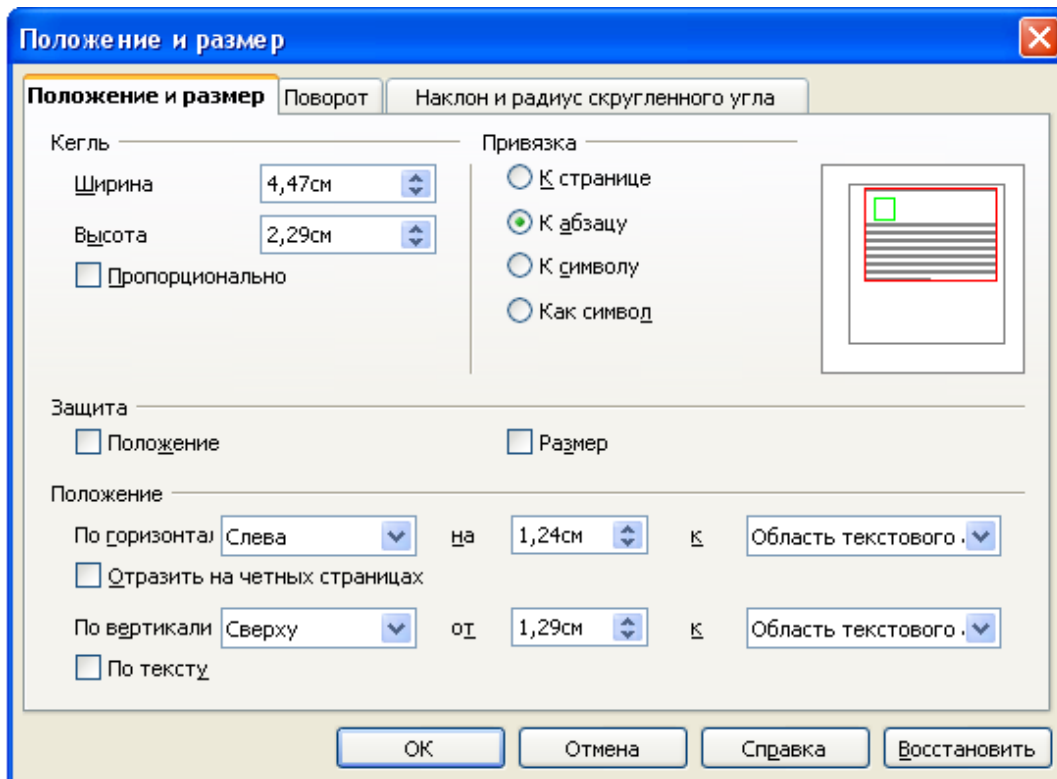 Положение и размер
Положение и размер Поворот Наклон и радиус скругленного угла
Кегль
Ширина 4,47см
Высота 2,29см
Пропорционально
Привязка
К странице
К абзацу
К символу
Как символ
Защита
Положение Размер
Положение
По горизонтал Слева на 1,24см к Область текстового
Отразить на четных страницах
По вертикали Сверху от 1,29см к Область текстового
По тексту
ОК Отмена Справка Восстановить